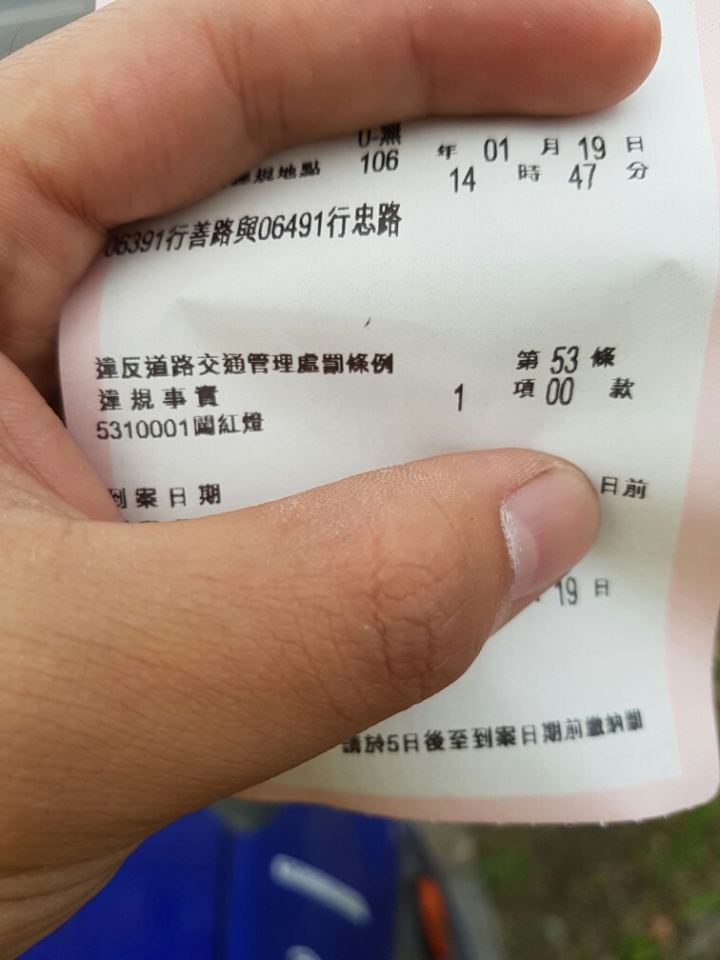 U-無
規地點 106 年 01 月 19 日
14 時 47 分
06391行善路與06491行忠路
違反道路交通管理處罰條例 第 53 條
違規事實 1 項 00 款
5310001闖紅燈
到案日期 日前
19 日
請於5日後至到案日期前繳納罰